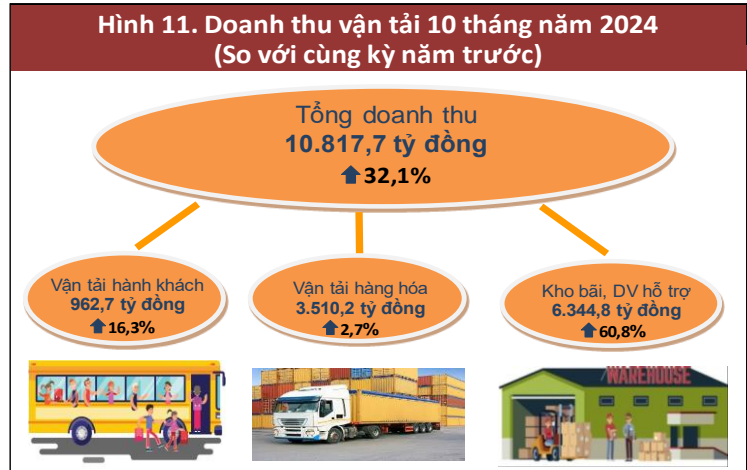 Hình 11. Doanh thu vận tải 10 tháng năm 2024
(So với cùng kỳ năm trước)
Tổng doanh thu
10.817,7 tỷ đồng
32,1%
Vận tải hành khách
962,7 tỷ đồng
16,3%
Vận tải hàng hóa
3.510,2 tỷ đồng
2,7%
Kho bãi, DV hỗ trợ
6.344,8 tỷ đồng
60,8%
WAREHOUSE